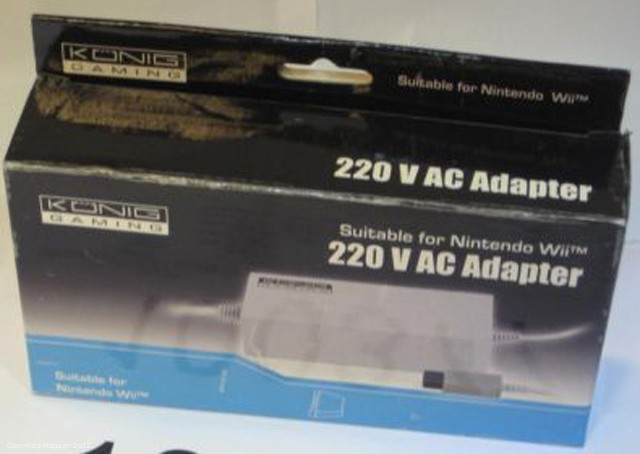 KÖNIG
GAMING
Suitable for Nintendo Wii™
220 V AC Adapter
KÖNIG
GAMING
Suitable for Nintendo Wii™
220 V AC Adapter
Suitable for
Nintendo Wii™